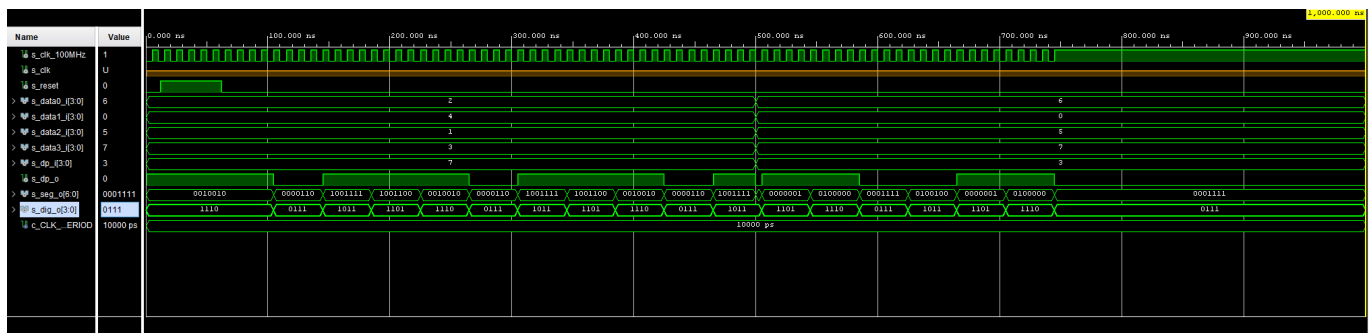 1,000.000 ns
Name Value 0.000 ns 100.000 ns 200.000 ns 300.000 ns 400.000 ns 500.000 ns 600.000 ns 700.000 ns 800.000 ns 900.000 ns
s_clk_100MHz 1
s_clk U
s_reset 0
s_data0_i[3:0] 6 2 6
s_data1_i[3:0] 0 4 0
s_data2_i[3:0] 5 1 5
s_data3_i[3:0] 7 3 7
s_dp_i[3:0] 3 7 3
s_dp_o 0
s_seg_o[6:0] 0001111 0010010 0000110 1001111 1001100 0010010 0000110 1001111 1001100 0010010 0000110 1001111 0000001 0100000 0001111 0100100 0000001 0100000 0001111
s_dig_o[3:0] 0111 1110 0111 1011 1101 1110 0111 1011 1101 1110 0111 1011 1101 1110 0111 1011 1101 1110 0111
c_CLK_...ERIOD 10000 ps 10000 ps